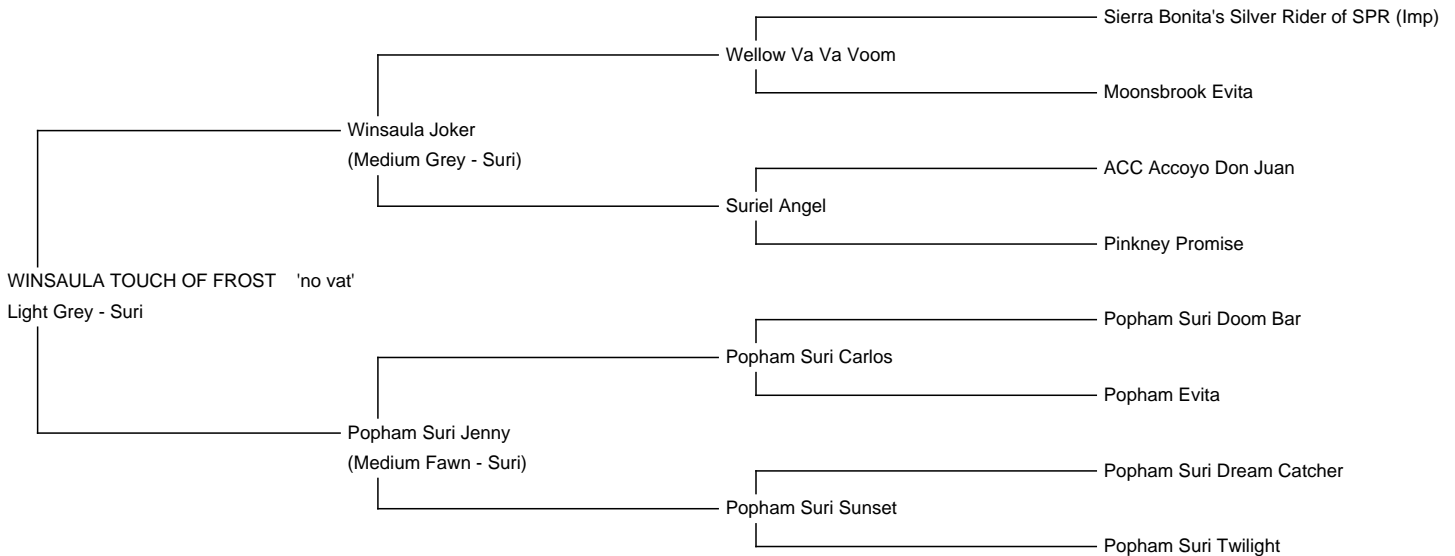 Sierra Bonita's Silver Rider of SPR (Imp)
Wellow Va Va Voom
Moonsbrook Evita
Winsaula Joker
(Medium Grey - Suri)
ACC Accoyo Don Juan
Suriel Angel
Pinkney Promise
WINSAULA TOUCH OF FROST 'no vat'
Light Grey - Suri
Popham Suri Doom Bar
Popham Suri Carlos
Popham Evita
Popham Suri Jenny
(Medium Fawn - Suri)
Popham Suri Dream Catcher
Popham Suri Sunset
Popham Suri Twilight